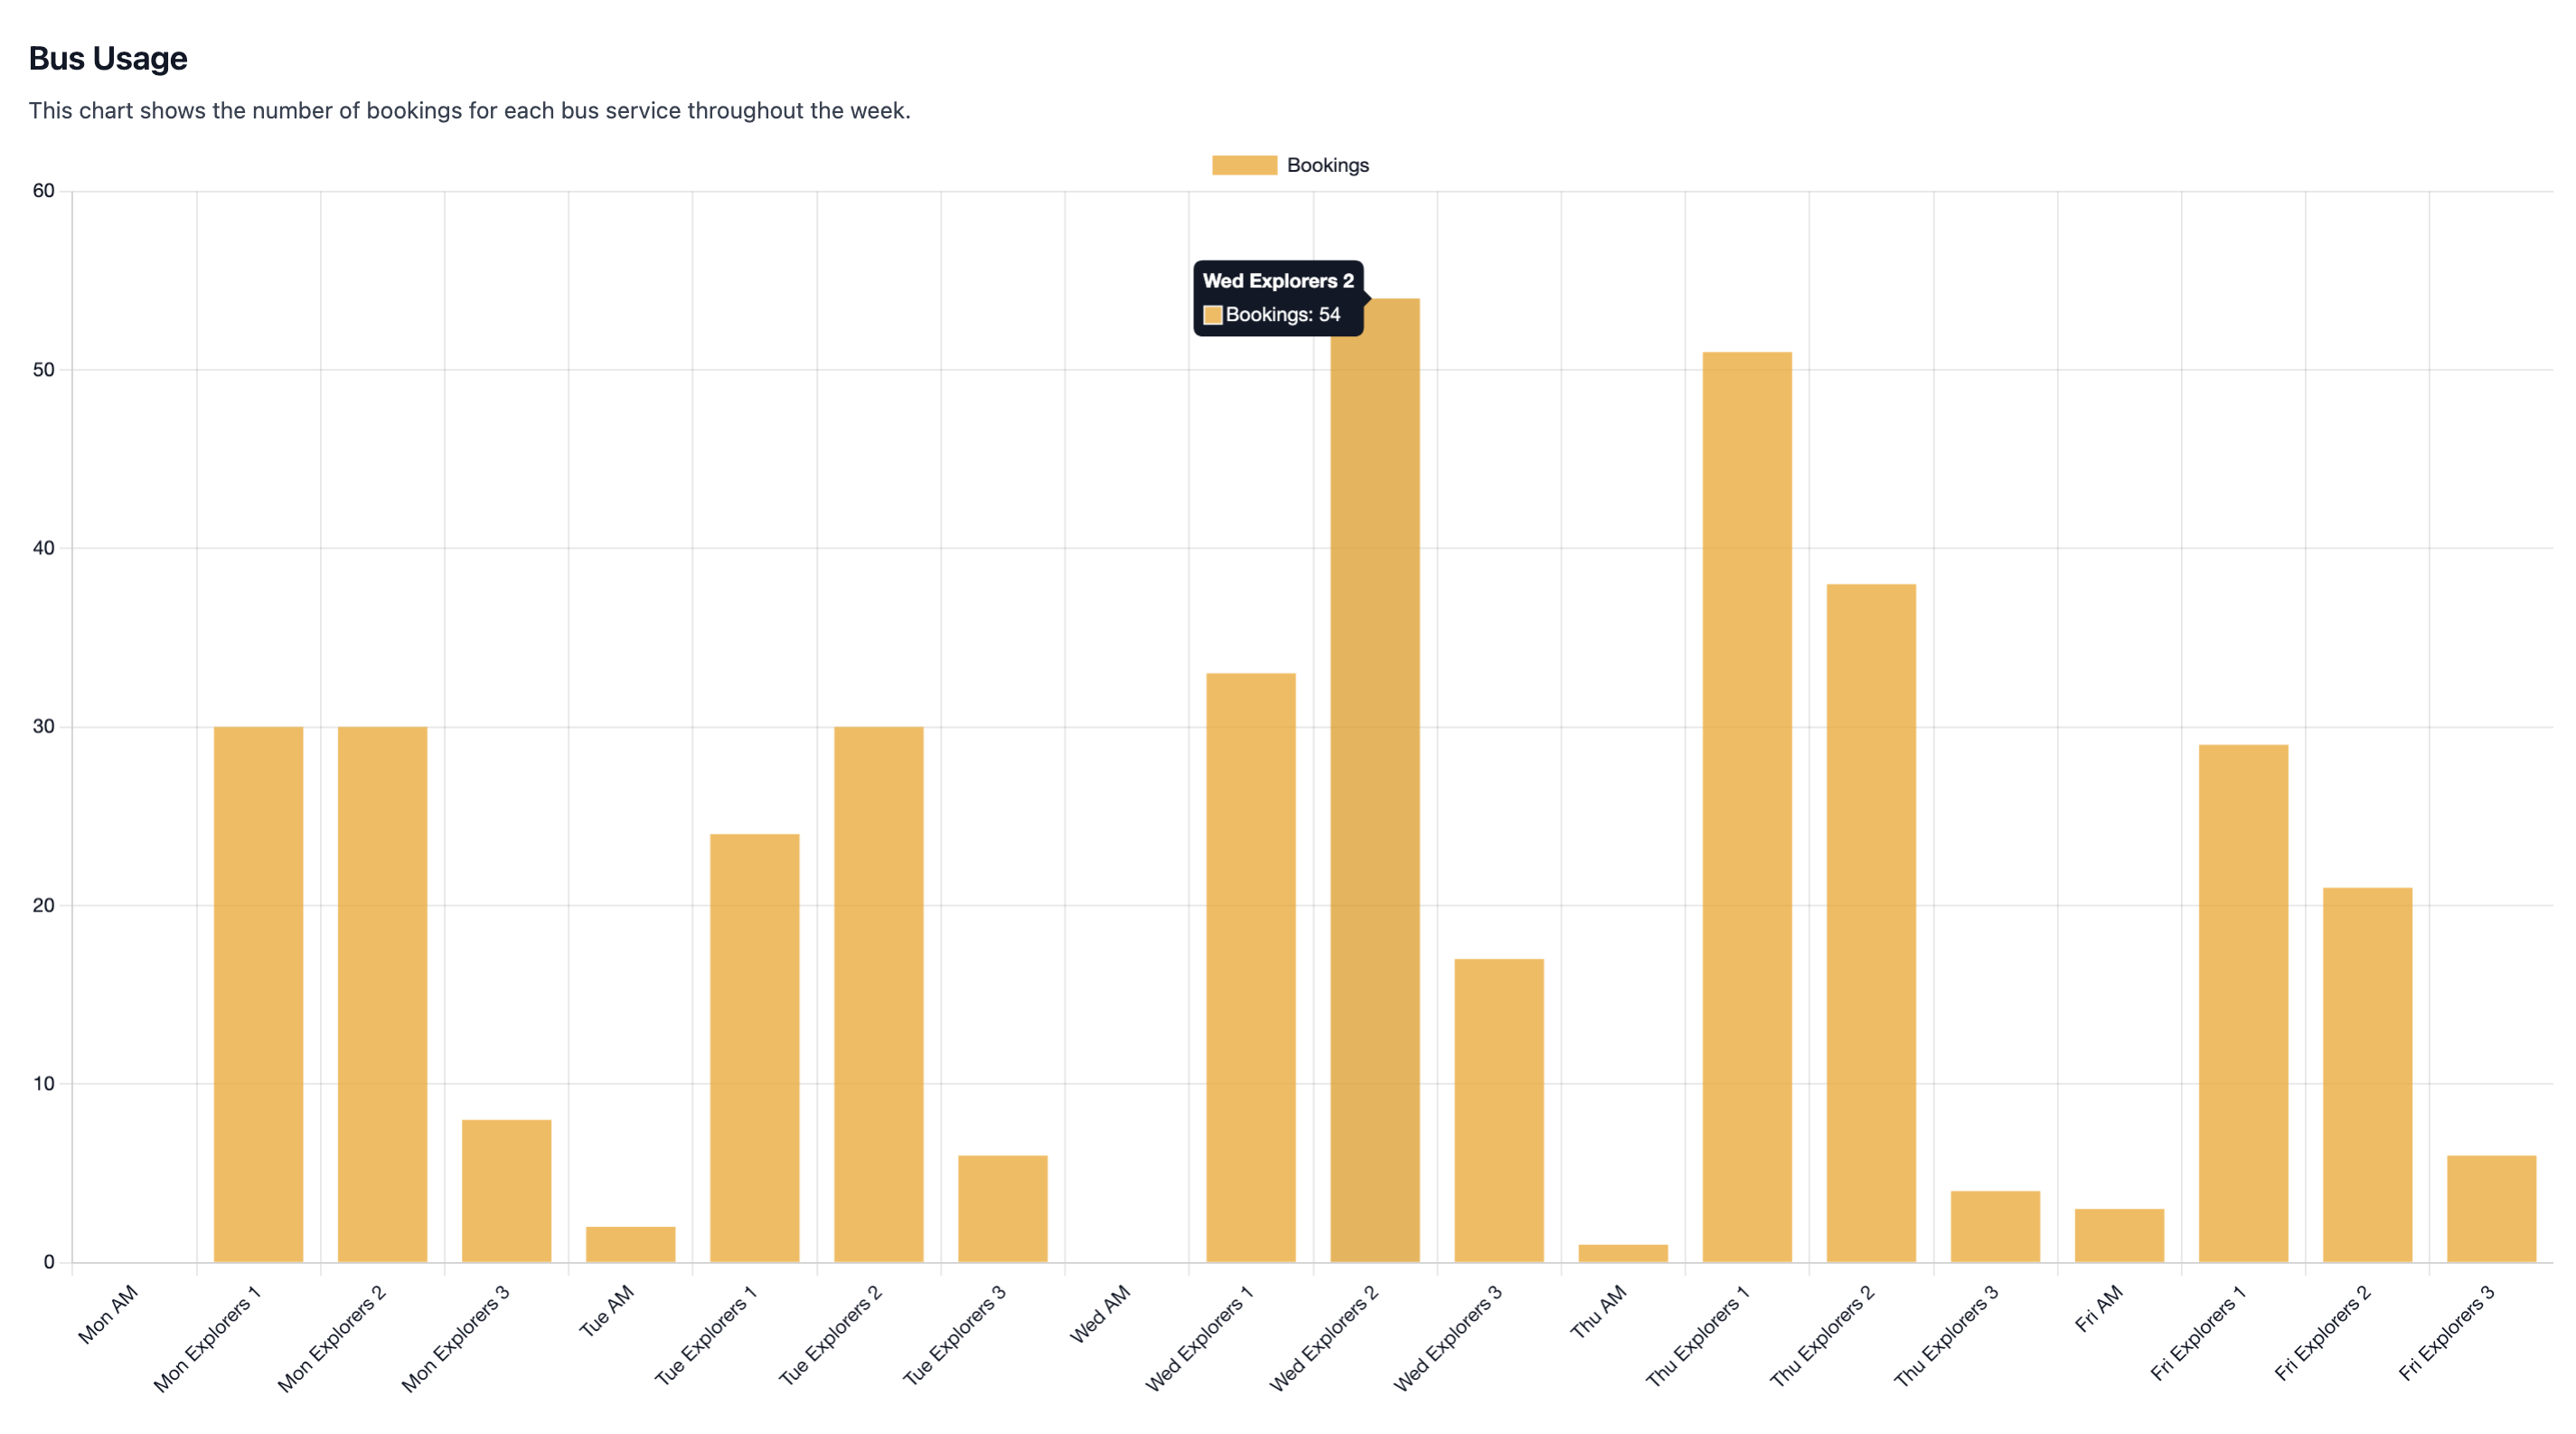 Bus Usage
This chart shows the number of bookings for each bus service throughout the week.
Bookings
60
50
40
30
20
10
0
Wed Explorers 2
Bookings: 54
Mon AM
Mon Explorers 1
Mon Explorers 2
Mon Explorers 3
Tue AM
Tue Explorers 1
Tue Explorers 2
Tue Explorers 3
Wed AM
Wed Explorers 1
Wed Explorers 2
Wed Explorers 3
Thu AM
Thu Explorers 1
Thu Explorers 2
Thu Explorers 3
Fri AM
Fri Explorers 1
Fri Explorers 2
Fri Explorers 3